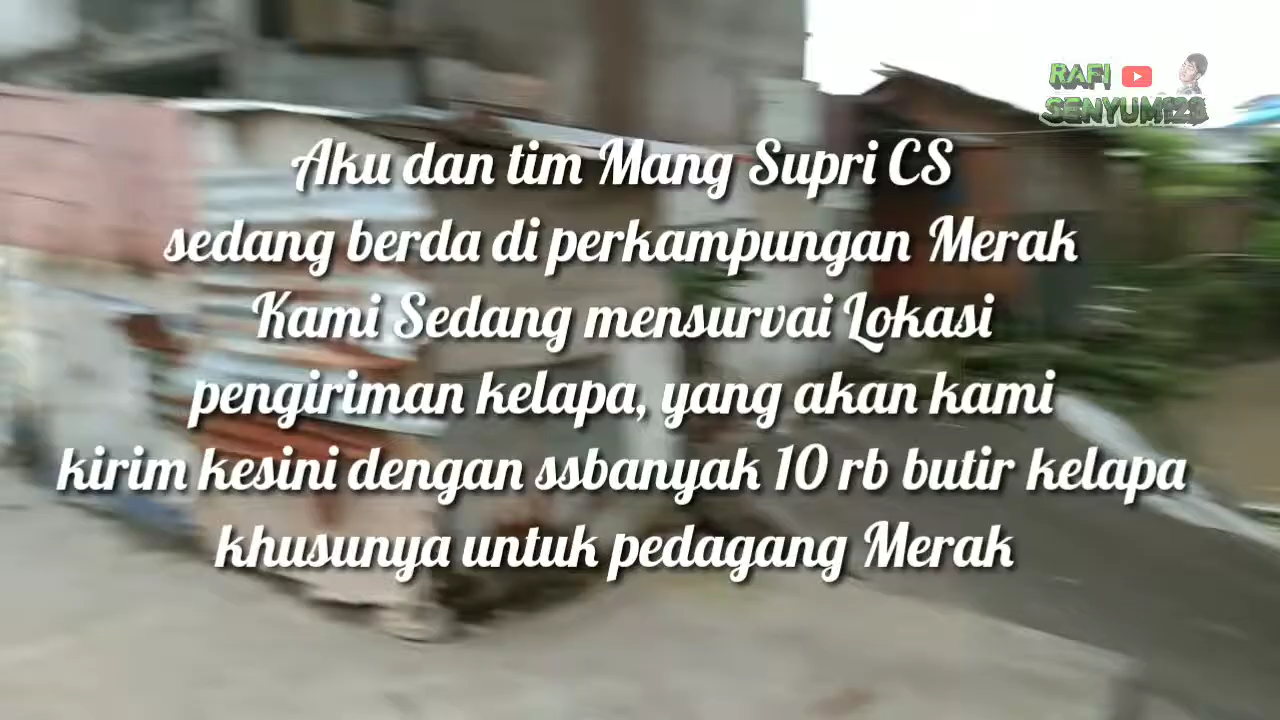 RAFI
SENYUM123
Aku dan tim Mang Supri CS
sedang berda di perkampungan Merak
Kami Sedang mensurvai Lokasi
pengiriman kelapa, yang akan kami
kirim kesini dengan ssbanyak 10 rb butir kelapa
khusunya untuk pedagang Merak